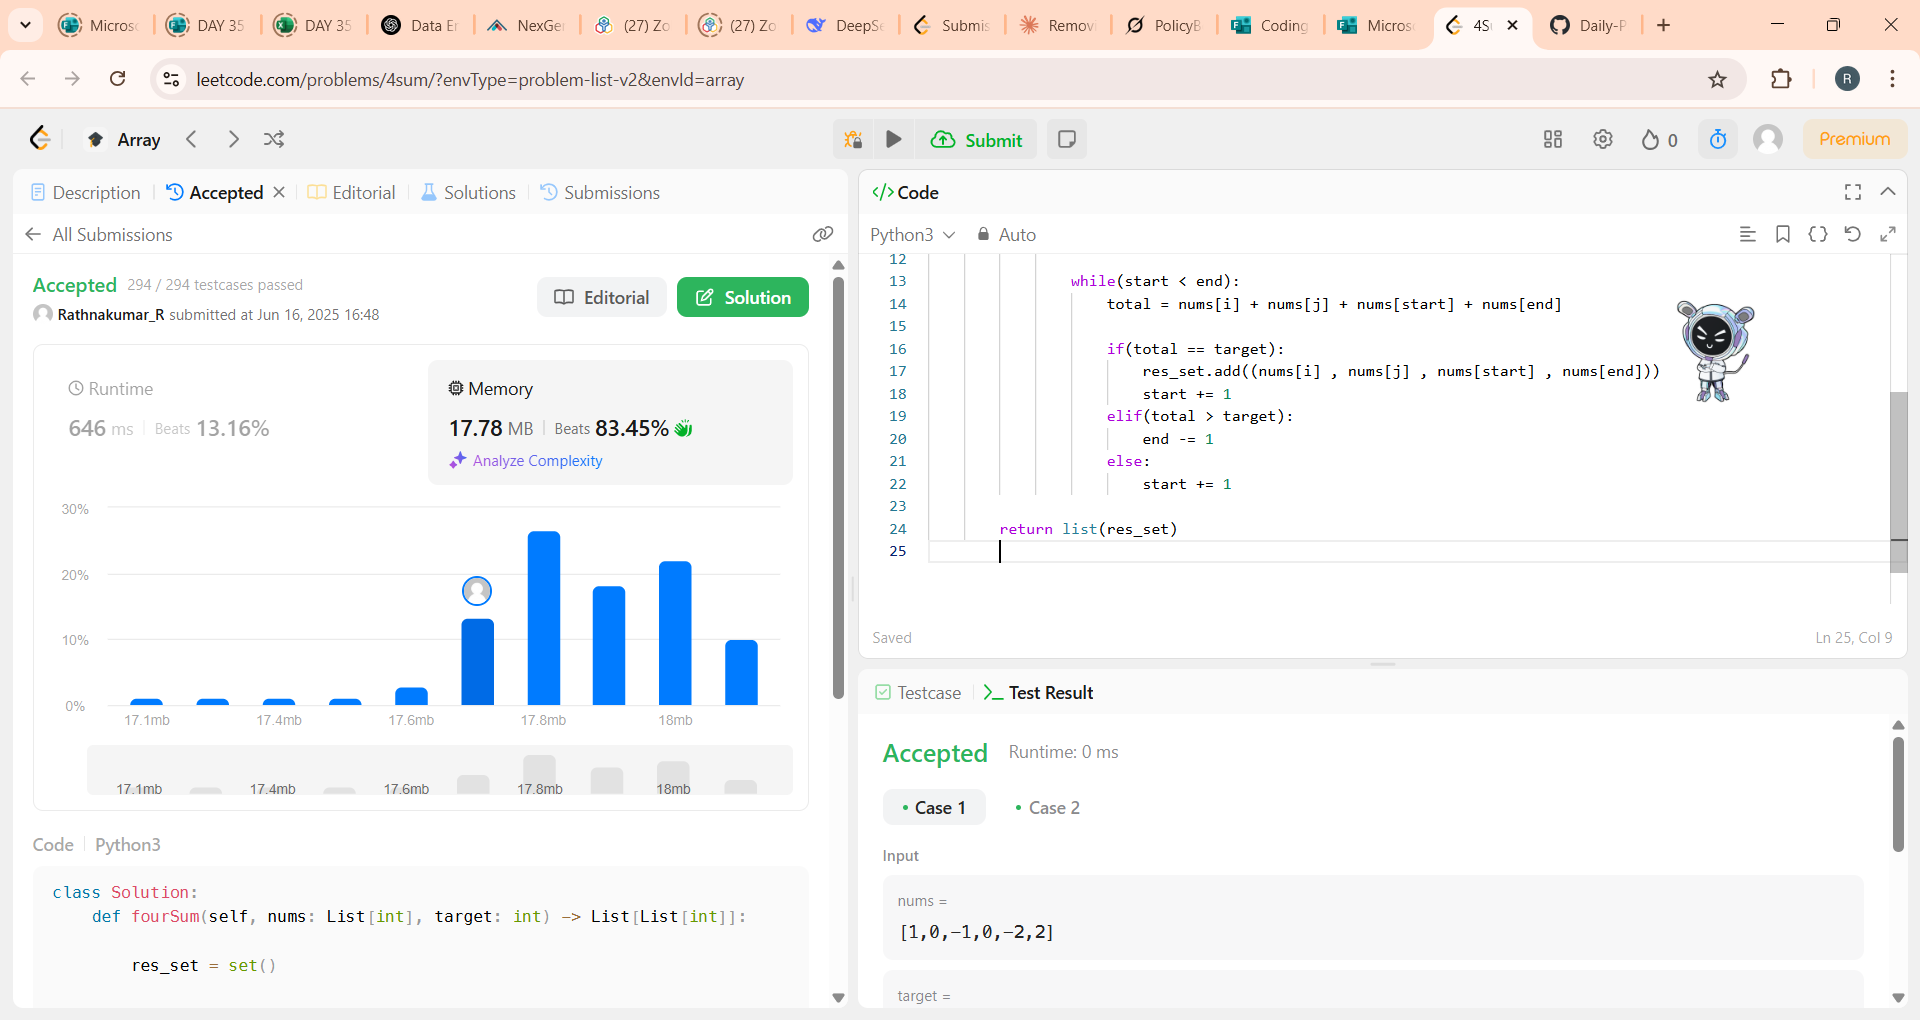 Micros
DAY 35
DAY 35
Data Er
NexGer
(27) Zo
(27) Zo
DeepSe
Submis
Remov
PolicyB
Coding
Micros
4S
Daily-P
leetcode.com/problems/4sum/?envType=problem-list-v2&envId=array
R
Array
Submit
0
Premium
Description
Accepted
Editorial
Solutions
Submissions
All Submissions
Accepted 294 / 294 testcases passed
Rathnakumar_R submitted at Jun 16, 2025 16:48
Editorial
Solution
Runtime
646 ms Beats 13.16%
Memory
17.78 MB Beats 83.45%
Analyze Complexity
30%
20%
10%
0%
17.1mb 17.4mb 17.6mb 17.8mb 18mb
17.1mb 17.4mb 17.6mb 17.8mb 18mb
Code Python3
class Solution:
def fourSum(self, nums: List[int], target: int) -> List[List[int]]:
res_set = set()
</> Code
Python3 Auto
12
13 while(start < end):
14 total = nums[i] + nums[j] + nums[start] + nums[end]
15
16 if(total == target):
17 res_set.add((nums[i] , nums[j] , nums[start] , nums[end]))
18 start += 1
19 elif(total > target):
20 end -= 1
21 else:
22 start += 1
23
24 return list(res_set)
25
Saved
Ln 25, Col 9
Testcase
Test Result
Accepted Runtime: 0 ms
Case 1
Case 2
Input
nums =
[1,0,-1,0,-2,2]
target =